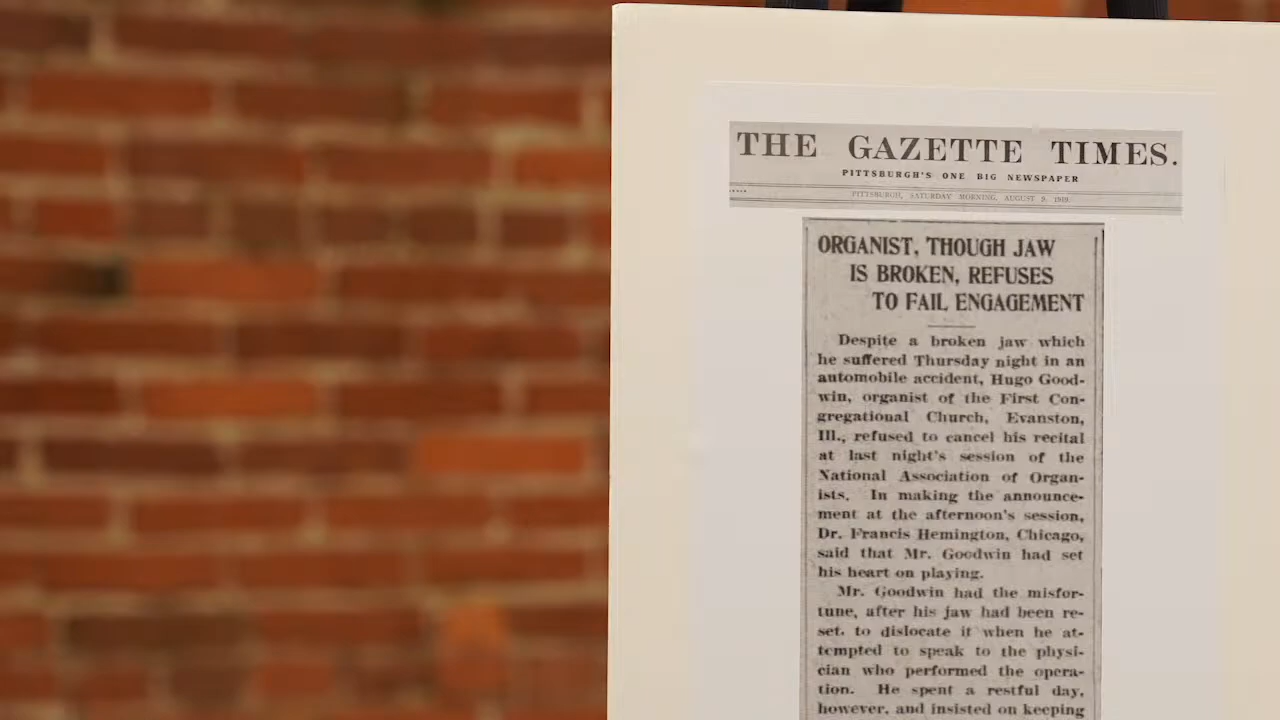 THE GAZETTE TIMES.
PITTSBURGH'S ONE BIG NEWSPAPER
PITTSBURGH, SATURDAY MORNING, AUGUST 9, 1919.
ORGANIST, THOUGH JAW
IS BROKEN, REFUSES
TO FAIL ENGAGEMENT
Despite a broken jaw which
he suffered Thursday night in an
automobile accident, Hugo Good-
win, organist of the First Con-
gregational Church, Evanston,
Ill., refused to cancel his recital
at last night's session of the
National Association of Organ-
ists. In making the announce-
ment at the afternoon's session,
Dr. Francis Hemington, Chicago,
said that Mr. Goodwin had set
his heart on playing.
Mr. Goodwin had the misfor-
tune, after his jaw had been re-
set, to dislocate it when he at-
tempted to speak to the physi-
cian who performed the opera-
tion. He spent a restful day,
however, and insisted on keeping